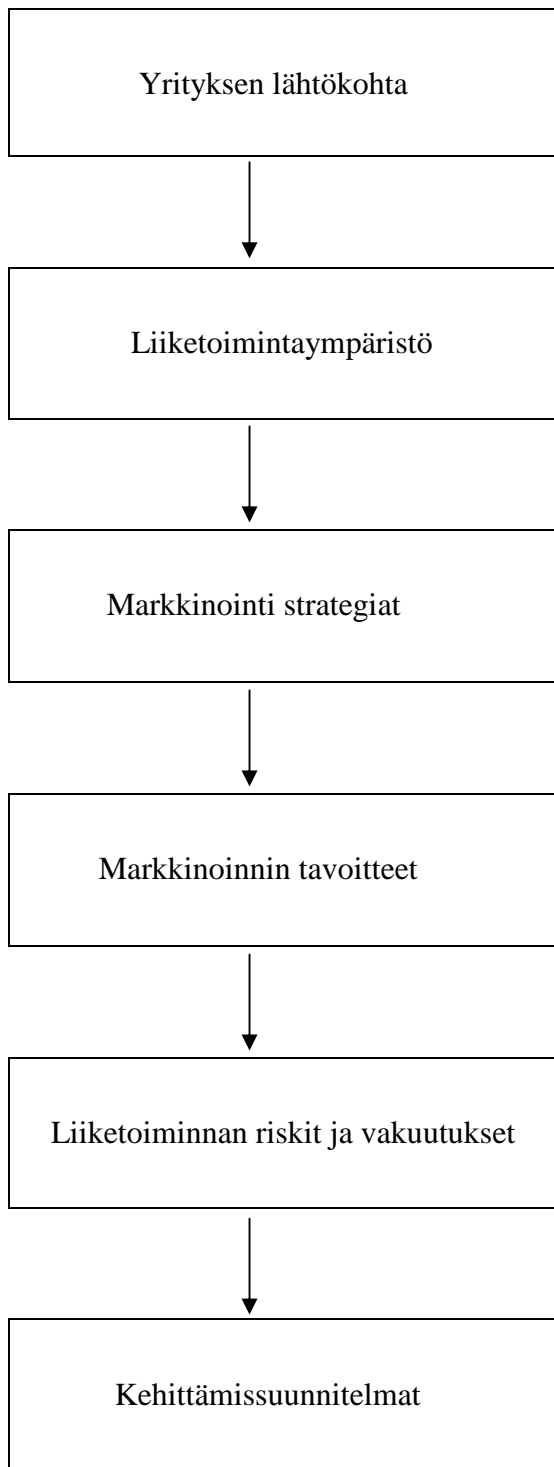 Yrityksen lähtökohta
Liiketoimintaympäristö
Markkinointi strategiat
Markkinoinnin tavoitteet
Liiketoiminnan riskit ja vakuutukset
Kehittämissuunnitelmat